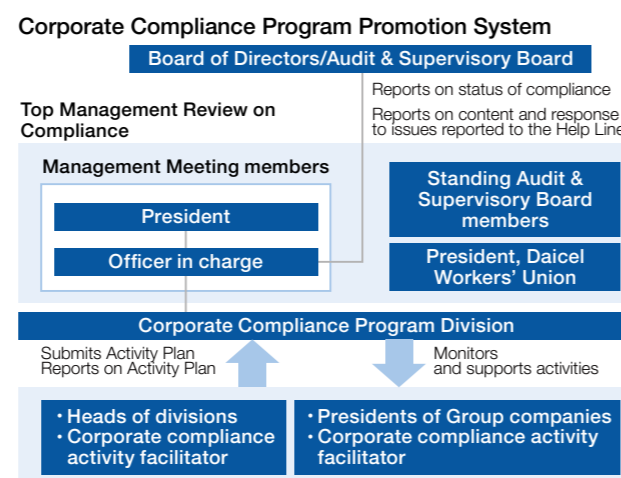 Corporate Compliance Program Promotion System
Board of Directors/Audit & Supervisory Board
Reports on status of compliance
Reports on content and response
to issues reported to the Help Line
Top Management Review on
Compliance
Management Meeting members
President
Officer in charge
Standing Audit &
Supervisory Board
members
President, Daicel
Workers’ Union
Corporate Compliance Program Division
Submits Activity Plan
Reports on Activity Plan
Monitors
and supports activities
・Heads of divisions
・Corporate compliance
activity facilitator
・Presidents of Group companies
・Corporate compliance activity
facilitator